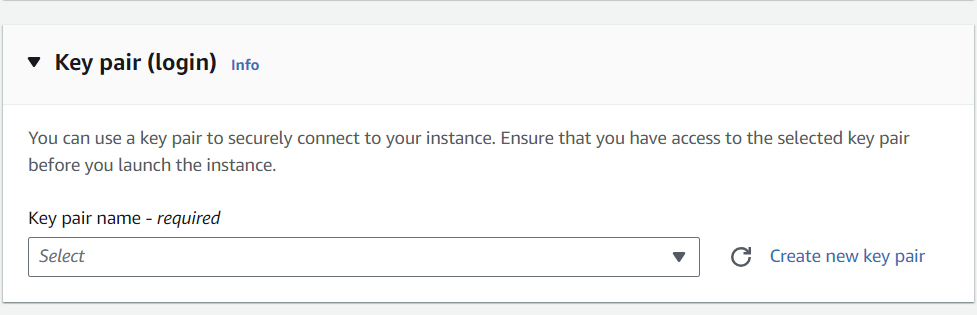 Key pair (login) Info
You can use a key pair to securely connect to your instance. Ensure that you have access to the selected key pair
before you launch the instance.
Key pair name - required
Select
Create new key pair